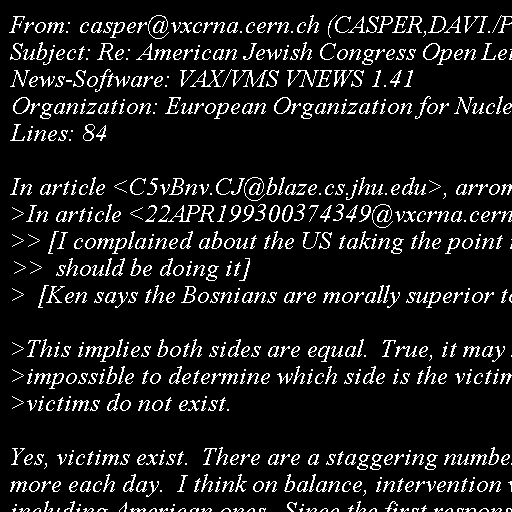 From: casper@vxcrna.cern.ch (CASPER,DAVI./P
Subject: Re: American Jewish Congress Open Let
News-Software: VAX/VMS VNEWS 1.41
Organization: European Organization for Nucle
Lines: 84
In article <C5vBnv.CJ@blaze.cs.jhu.edu>, arrom
>In article <22APR199300374349@vxcrna.cern
>> [I complained about the US taking the point
>>  should be doing it]
>  [Ken says the Bosnians are morally superior to
>This implies both sides are equal.  True, it may
>impossible to determine which side is the victim
>victims do not exist.
Yes, victims exist.  There are a staggering number
more each day.  I think on balance, intervention
including American ones.  Since the first respons